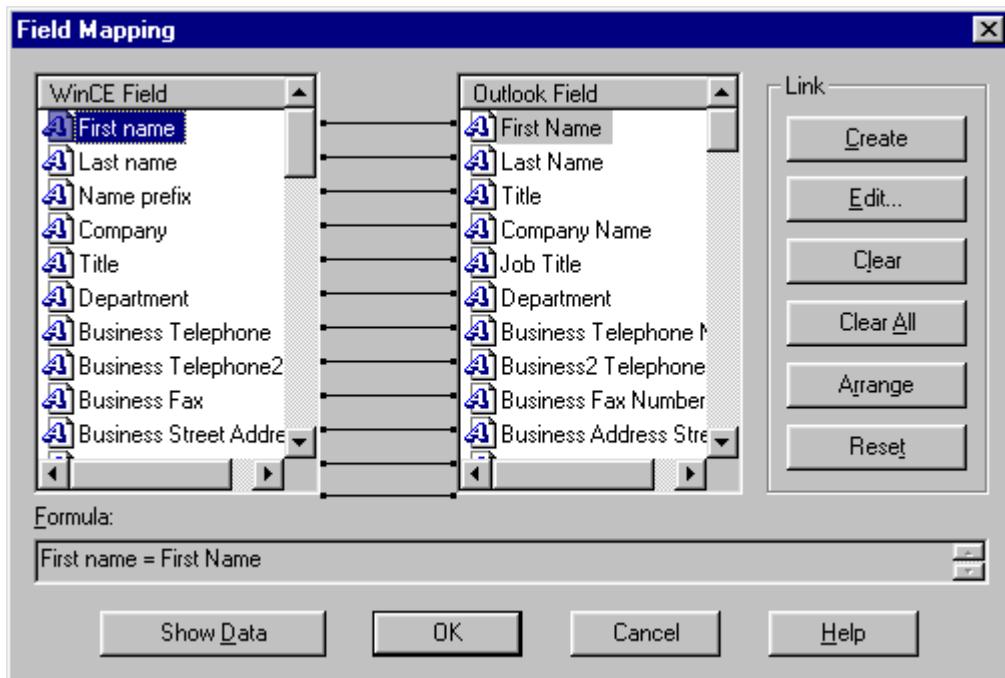 Field Mapping
WinCE Field Outlook Field Link
First name First Name
Last name Last Name
Name prefix Title
Company Company Name
Title Job Title
Department Department
Business Telephone Business Telephone N
Business Telephone2 Business2 Telephone
Business Fax Business Fax Number
Business Street Addre Business Address Stre
Create
Edit...
Clear
Clear All
Arrange
Reset
Formula:
First name = First Name
Show Data OK Cancel Help